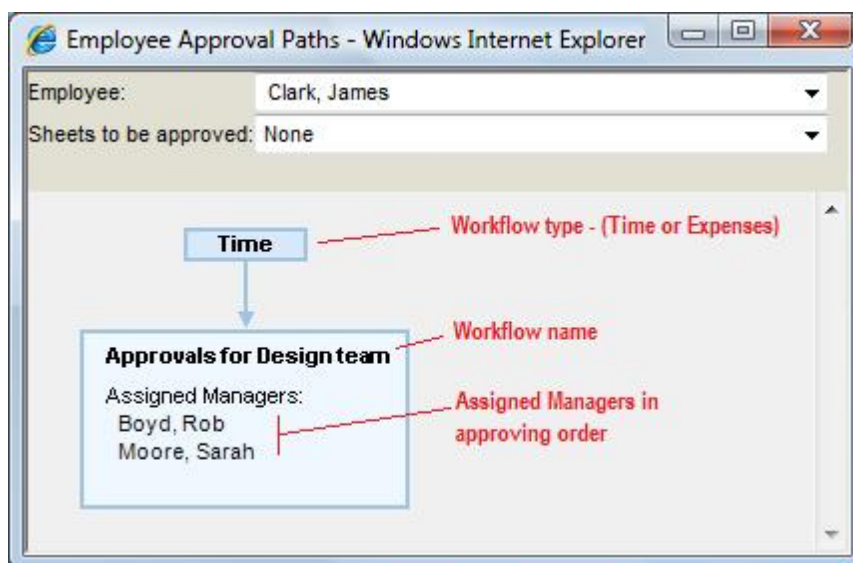 Employee Approval Paths - Windows Internet Explorer
Employee: Clark, James
Sheets to be approved: None
Time
Workflow type - (Time or Expenses)
Workflow name
Approvals for Design team
Assigned Managers:
Boyd, Rob
Moore, Sarah
Assigned Managers in
approving order